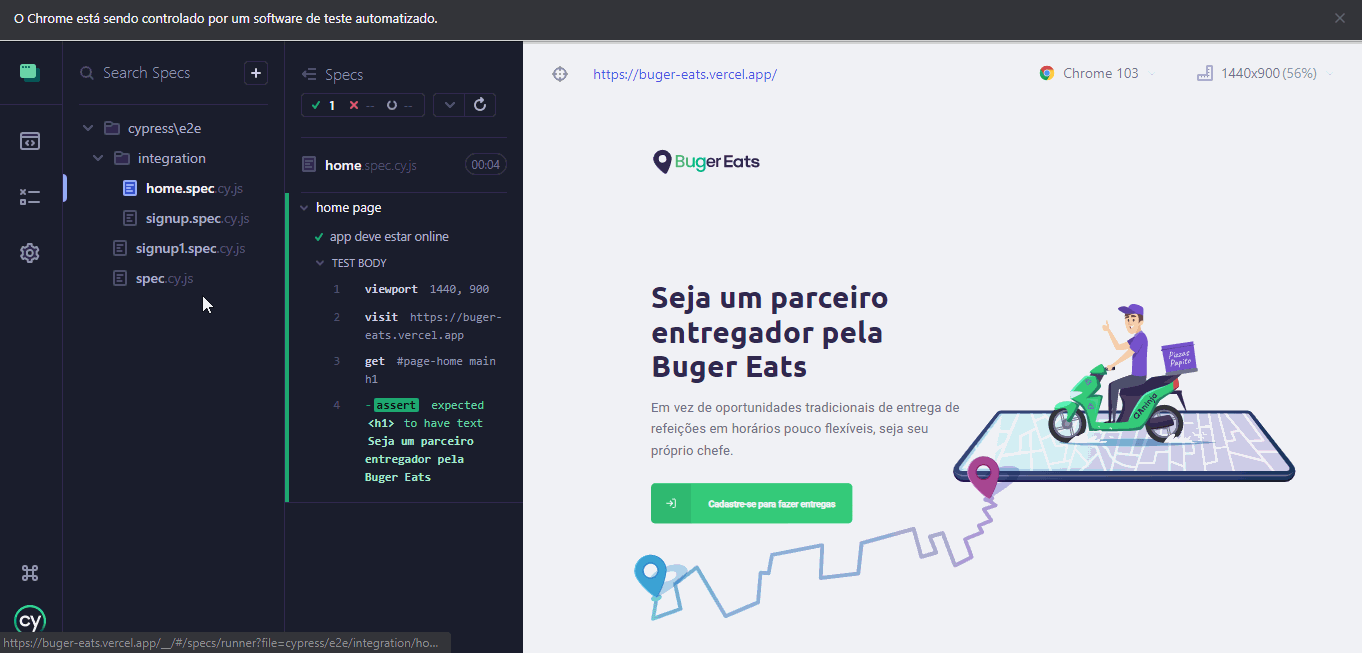 O Chrome está sendo controlado por um software de teste automatizado.
Search Specs
+
cypress\e2e
integration
home.spec.cy.js
signup.spec.cy.js
signup1.spec.cy.js
spec.cy.js
cy
https://buger-eats.vercel.app/__/#/specs/runner?file=cypress/e2e/integration/ho...
Specs
1 -- --
home.spec.cy.js 00:04
home page
app deve estar online
TEST BODY
1 viewport 1440, 900
2 visit https://buger-
eats.vercel.app
3 get #page-home main
h1
4 -assert expected
<h1> to have text
Seja um parceiro
entregador pela
Buger Eats
https://buger-eats.vercel.app/
Chrome 103
1440x900 (56%)
Buger Eats
Seja um parceiro
entregador pela
Buger Eats
Em vez de oportunidades tradicionais de entrega de
refeições em horários pouco flexíveis, seja seu
próprio chefe.
Cadastre-se para fazer entregas
Pizzas
Papito
QAninja